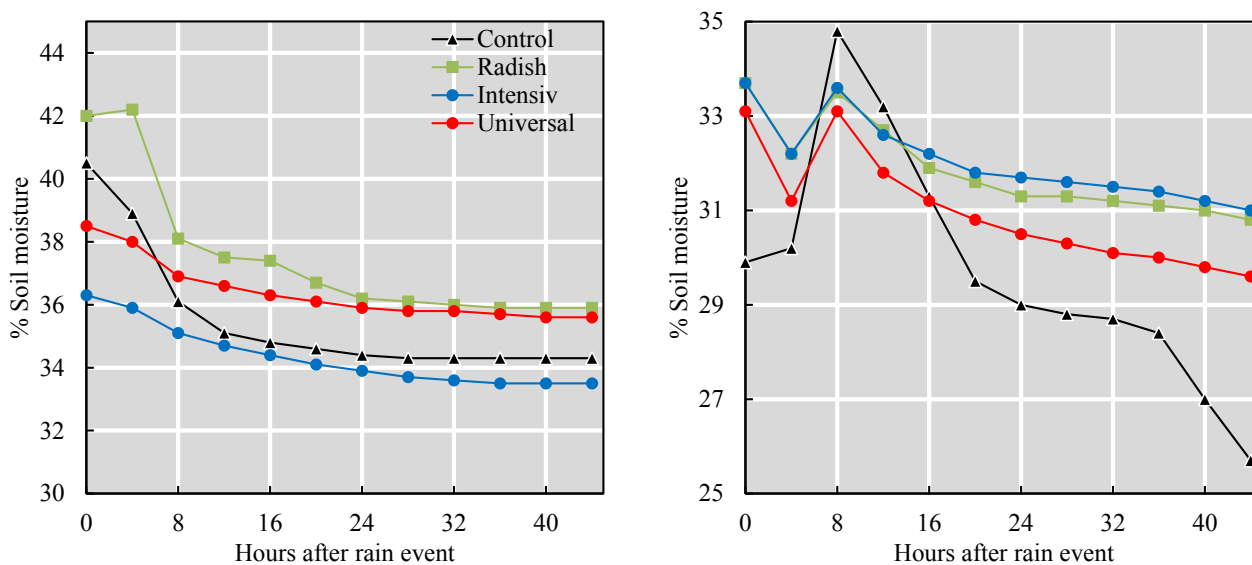 44
42
40
38
36
34
32
30
% Soil moisture
Control
Radish
Intensiv
Universal
0 8 16 24 32 40
Hours after rain event
35
33
31
29
27
25
% Soil moisture
0 8 16 24 32 40
Hours after rain event